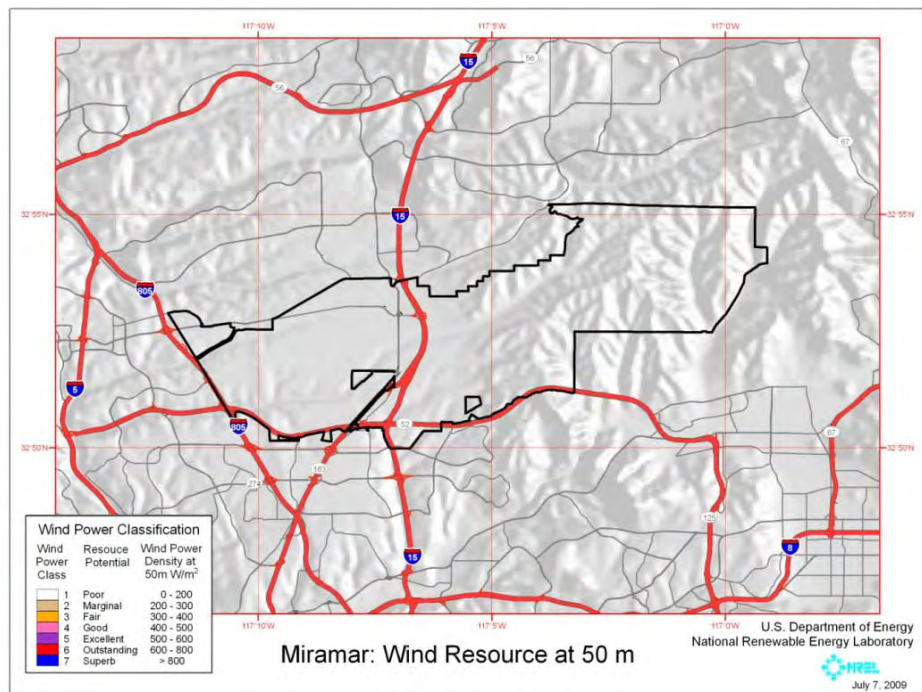 117°10'W 117°5'W 117°0'W
15
56
56
67
32°55'N 32°55'N
15
805
5
805
52
67
32°50'N 32°50'N
163
274
125
15
8
Wind Power Classification
Wind Power Class Resouce Potential Wind Power Density at 50m W/m²
1 Poor 0 - 200
2 Marginal 200 - 300
3 Fair 300 - 400
4 Good 400 - 500
5 Excellent 500 - 600
6 Outstanding 600 - 800
7 Superb > 800
117°10'W 117°5'W 117°0'W
Miramar: Wind Resource at 50 m
U.S. Department of Energy
National Renewable Energy Laboratory
NREL
July 7, 2009